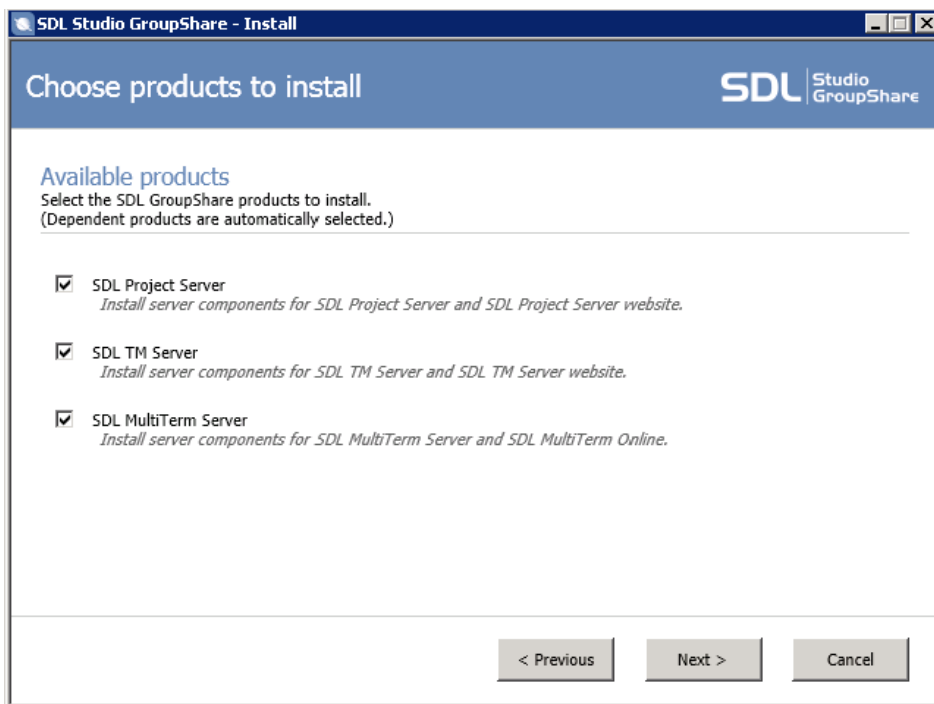 SDL Studio GroupShare - Install
Choose products to install
SDL Studio
GroupShare
Available products
Select the SDL GroupShare products to install.
(Dependent products are automatically selected.)
SDL Project Server
Install server components for SDL Project Server and SDL Project Server website.
SDL TM Server
Install server components for SDL TM Server and SDL TM Server website.
SDL MultiTerm Server
Install server components for SDL MultiTerm Server and SDL MultiTerm Online.
< Previous Next > Cancel